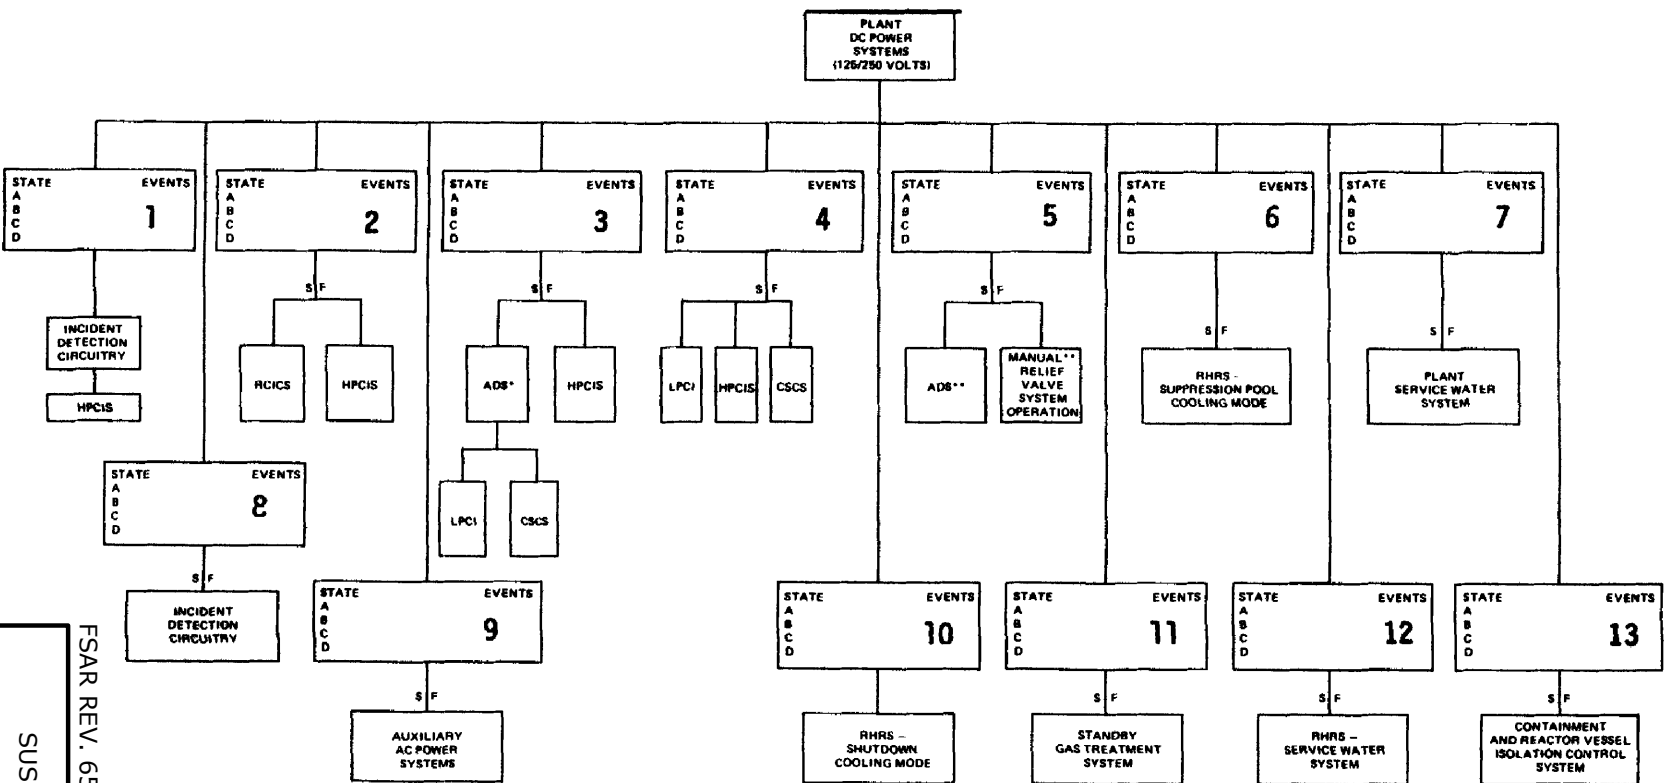 PLANT
DC POWER
SYSTEMS
(125/250 VOLTS)
STATE EVENTS
A
B
C
D
1
INCIDENT
DETECTION
CIRCUITRY
HPCIS
STATE EVENTS
A
B
C
D
2
S F
RCICS
HPCIS
STATE EVENTS
A
B
C
D
3
S F
ADS*
HPCIS
LPCI
CSCS
STATE EVENTS
A
B
C
D
4
S F
LPCI
HPCIS
CSCS
STATE EVENTS
A
B
C
D
5
S F
ADS**
MANUAL**
RELIEF
VALVE
SYSTEM
OPERATION
STATE EVENTS
A
B
C
D
6
S F
RHRS -
SUPPRESSION POOL
COOLING MODE
STATE EVENTS
A
B
C
D
7
S F
PLANT
SERVICE WATER
SYSTEM
STATE EVENTS
A
B
C
D
8
S F
INCIDENT
DETECTION
CIRCUITRY
STATE EVENTS
A
B
C
D
9
S F
AUXILIARY
AC POWER
SYSTEMS
STATE EVENTS
A
B
C
D
10
RHRS –
SHUTDOWN
COOLING MODE
STATE EVENTS
A
B
C
D
11
S F
STANDBY
GAS TREATMENT
SYSTEM
STATE EVENTS
A
B
C
D
12
S F
RHRS –
SERVICE WATER
SYSTEM
STATE EVENTS
A
B
C
D
13
S F
CONTAINMENT
AND REACTOR VESSEL
ISOLATION CONTROL
SYSTEM
FSAR REV. 65
SUS